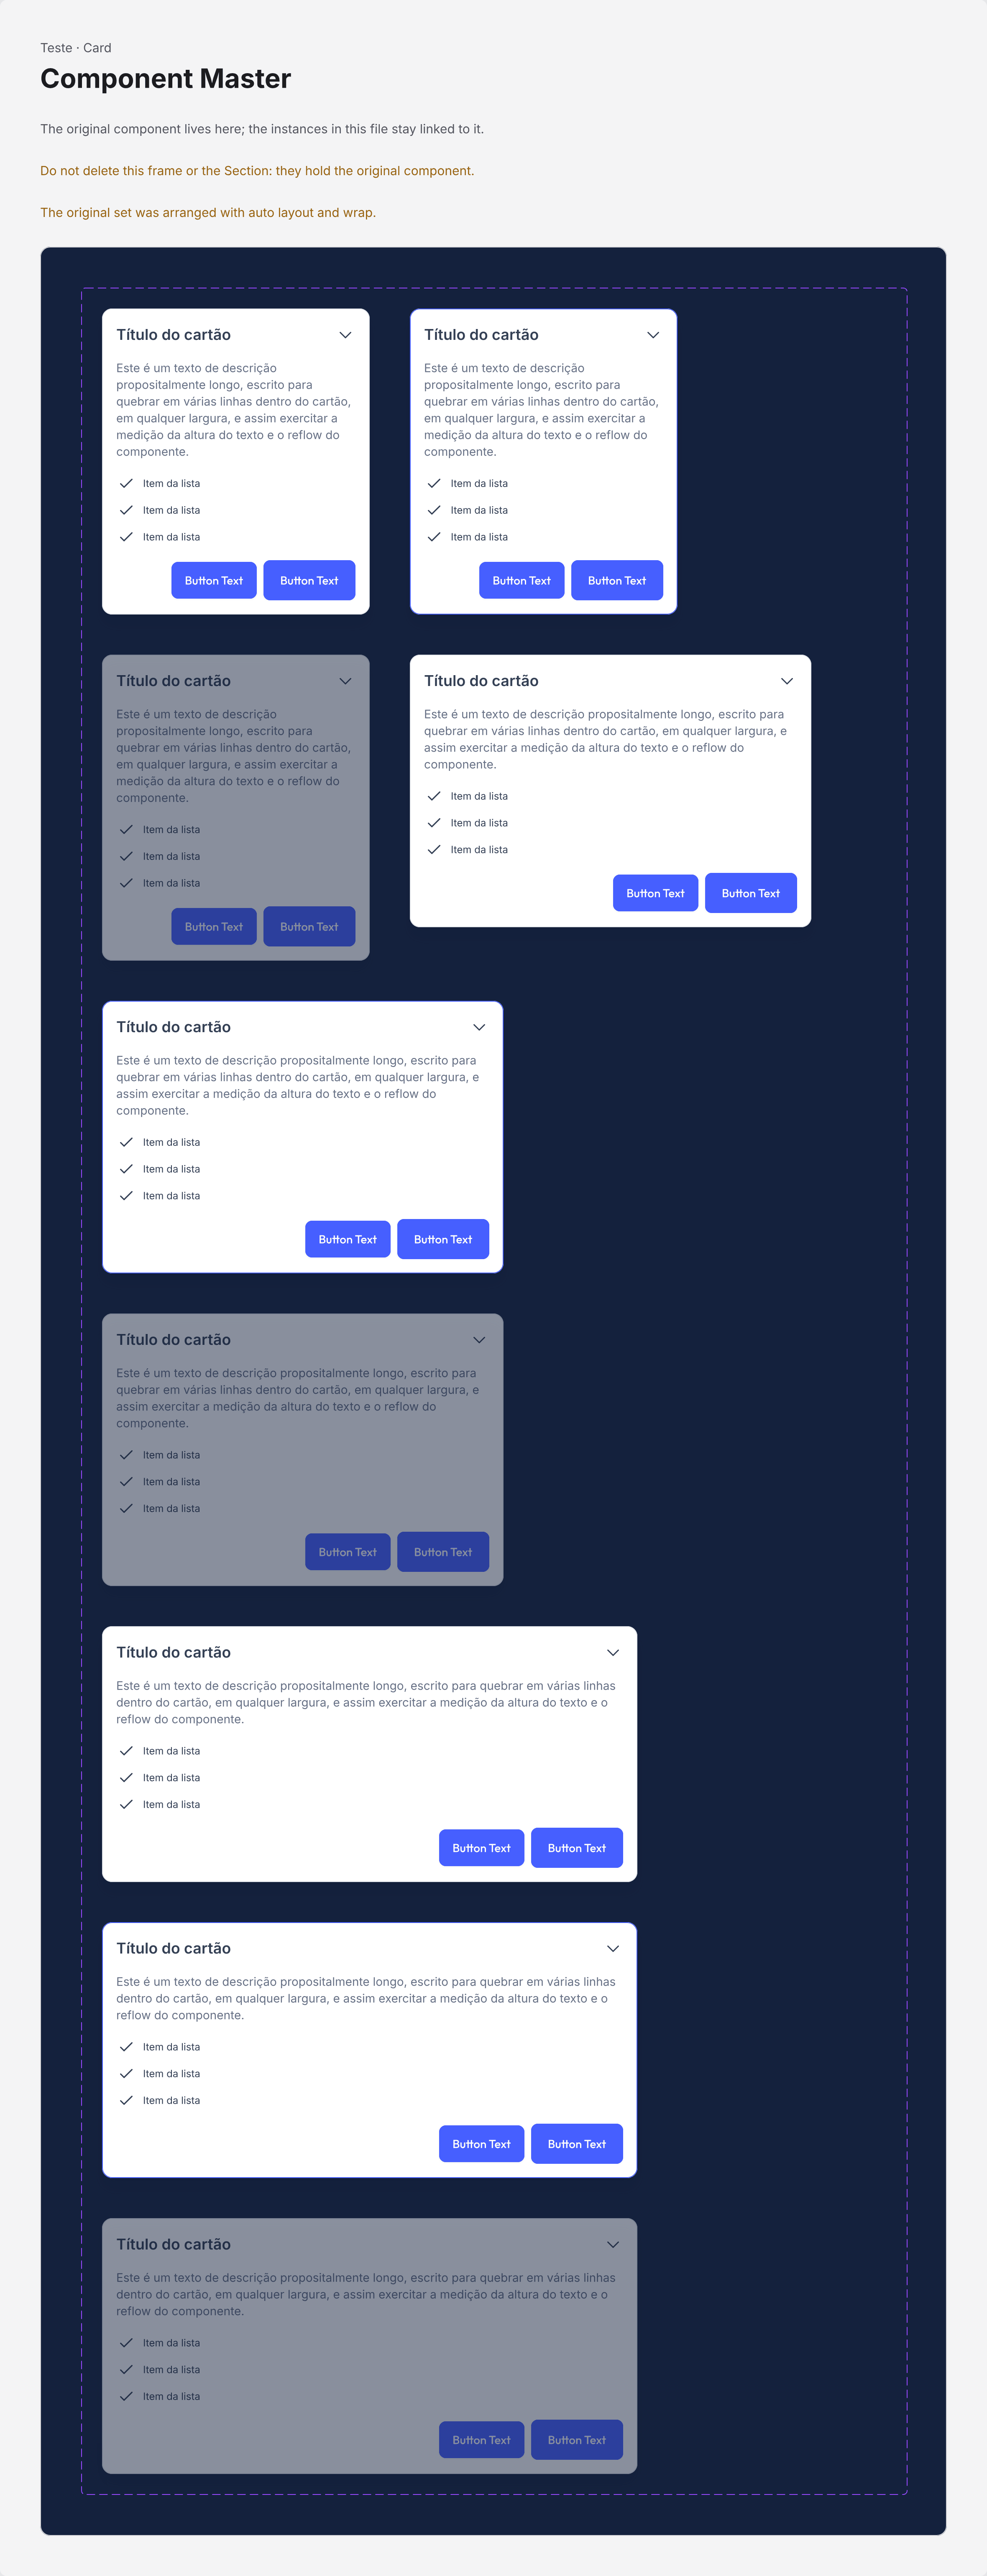 Teste · Card
Component Master
The original component lives here; the instances in this file stay linked to it.
Do not delete this frame or the Section: they hold the original component.
The original set was arranged with auto layout and wrap.
Título do cartão
Este é um texto de descrição
propositalmente longo, escrito para
quebrar em várias linhas dentro do cartão,
em qualquer largura, e assim exercitar a
medição da altura do texto e o reflow do
componente.
Item da lista
Item da lista
Item da lista
Button Text
Button Text
Título do cartão
Este é um texto de descrição
propositalmente longo, escrito para
quebrar em várias linhas dentro do cartão,
em qualquer largura, e assim exercitar a
medição da altura do texto e o reflow do
componente.
Item da lista
Item da lista
Item da lista
Button Text
Button Text
Título do cartão
Este é um texto de descrição
propositalmente longo, escrito para
quebrar em várias linhas dentro do cartão,
em qualquer largura, e assim exercitar a
medição da altura do texto e o reflow do
componente.
Item da lista
Item da lista
Item da lista
Button Text
Button Text
Título do cartão
Este é um texto de descrição propositalmente longo, escrito para
quebrar em várias linhas dentro do cartão, em qualquer largura, e
assim exercitar a medição da altura do texto e o reflow do
componente.
Item da lista
Item da lista
Item da lista
Button Text
Button Text
Título do cartão
Este é um texto de descrição propositalmente longo, escrito para
quebrar em várias linhas dentro do cartão, em qualquer largura, e
assim exercitar a medição da altura do texto e o reflow do
componente.
Item da lista
Item da lista
Item da lista
Button Text
Button Text
Título do cartão
Este é um texto de descrição propositalmente longo, escrito para
quebrar em várias linhas dentro do cartão, em qualquer largura, e
assim exercitar a medição da altura do texto e o reflow do
componente.
Item da lista
Item da lista
Item da lista
Button Text
Button Text
Título do cartão
Este é um texto de descrição propositalmente longo, escrito para quebrar em várias linhas
dentro do cartão, em qualquer largura, e assim exercitar a medição da altura do texto e o
reflow do componente.
Item da lista
Item da lista
Item da lista
Button Text
Button Text
Título do cartão
Este é um texto de descrição propositalmente longo, escrito para quebrar em várias linhas
dentro do cartão, em qualquer largura, e assim exercitar a medição da altura do texto e o
reflow do componente.
Item da lista
Item da lista
Item da lista
Button Text
Button Text
Título do cartão
Este é um texto de descrição propositalmente longo, escrito para quebrar em várias linhas
dentro do cartão, em qualquer largura, e assim exercitar a medição da altura do texto e o
reflow do componente.
Item da lista
Item da lista
Item da lista
Button Text
Button Text